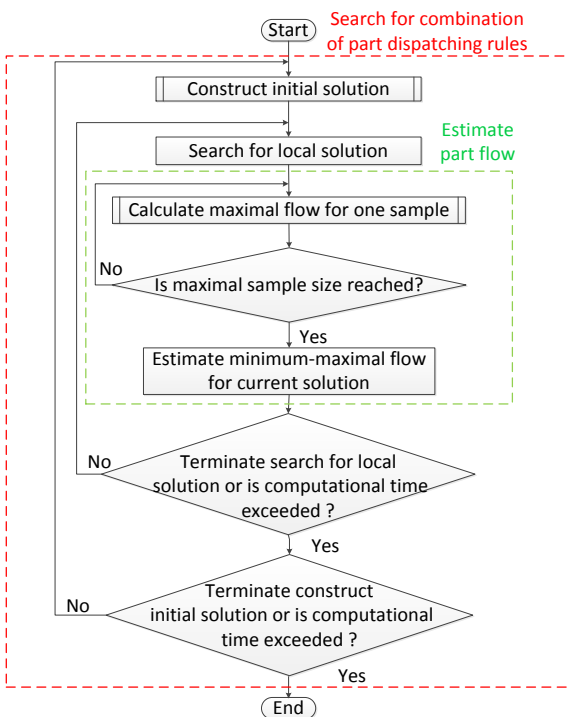 Search for combination
of part dispatching rules
Start
Construct initial solution
Estimate
part flow
Search for local solution
Calculate maximal flow for one sample
No
Is maximal sample size reached?
Yes
Estimate minimum-maximal flow
for current solution
No
Terminate search for local
solution or is computational time
exceeded ?
Yes
No
Terminate construct
initial solution or is computational
time exceeded ?
Yes
End